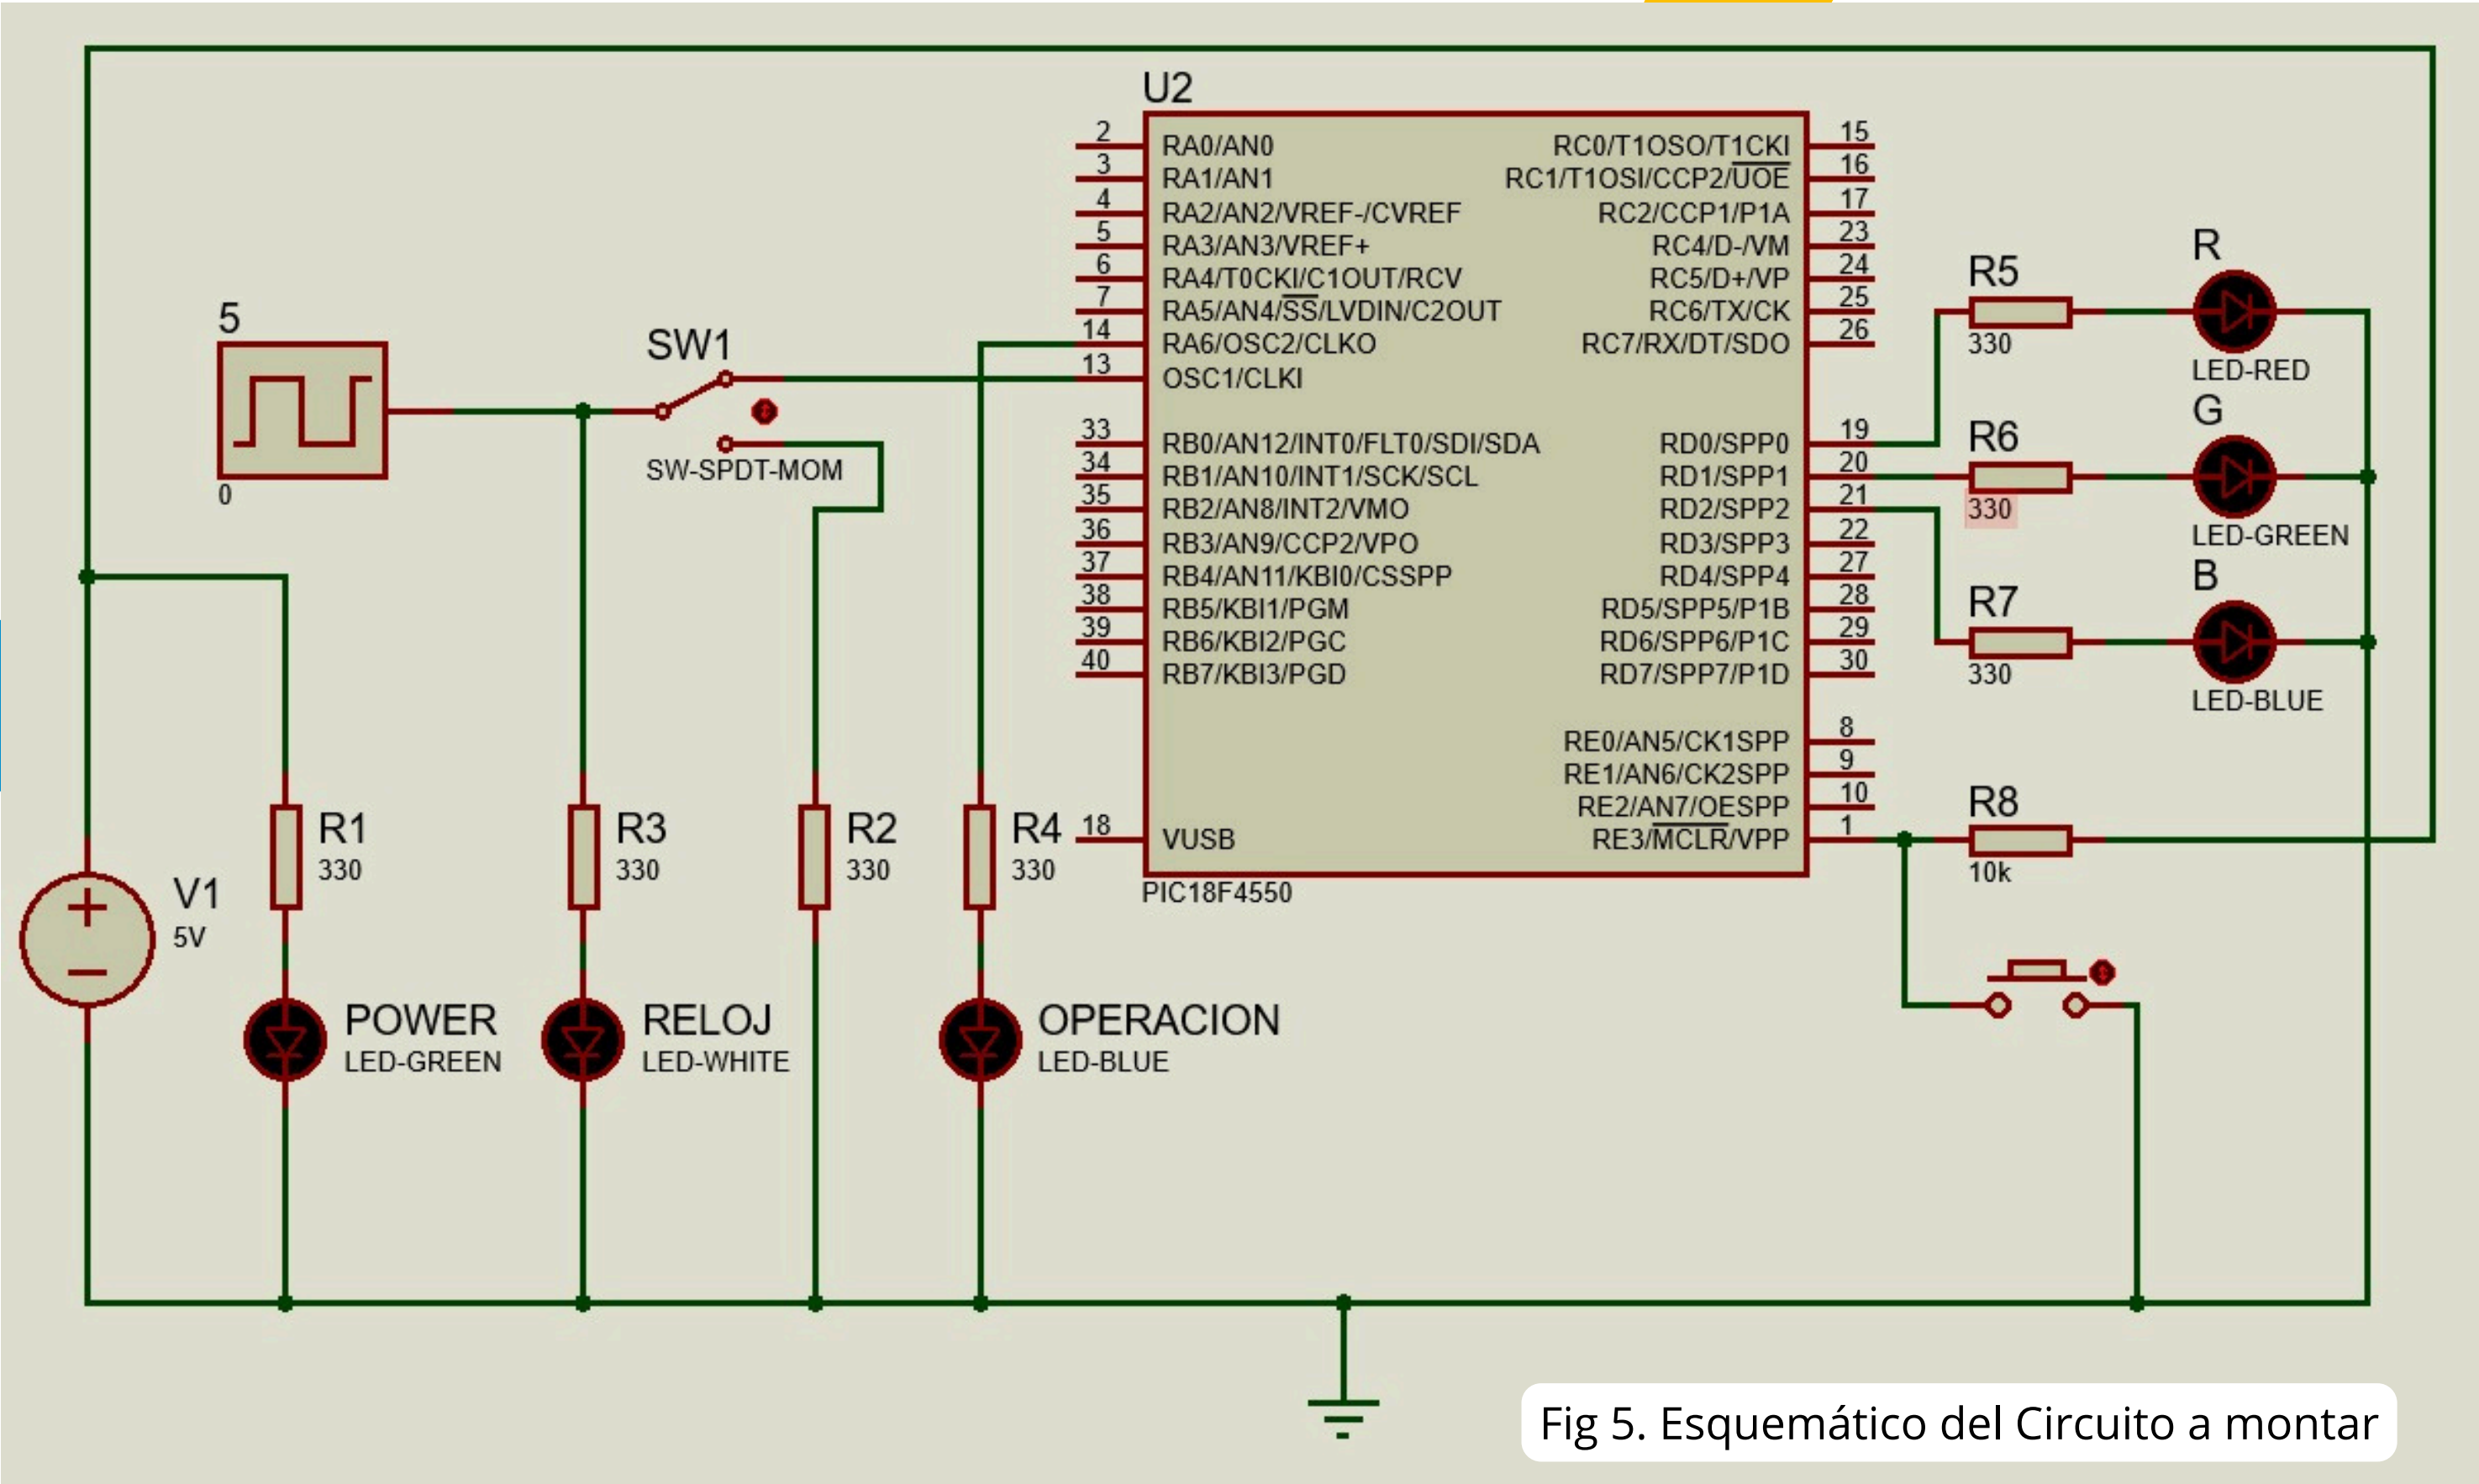 U2
2
RA0/AN0
3
RA1/AN1
4
RA2/AN2/VREF-/CVREF
5
RA3/AN3/VREF+
6
RA4/T0CKI/C1OUT/RCV
7
RA5/AN4/SS/LVDIN/C2OUT
14
RA6/OSC2/CLKO
13
OSC1/CLKI
33
RB0/AN12/INT0/FLT0/SDI/SDA
34
RB1/AN10/INT1/SCK/SCL
35
RB2/AN8/INT2/VMO
36
RB3/AN9/CCP2/VPO
37
RB4/AN11/KBI0/CSSPP
38
RB5/KBI1/PGM
39
RB6/KBI2/PGC
40
RB7/KBI3/PGD
18
VUSB
RC0/T1OSO/T1CKI
15
RC1/T1OSI/CCP2/UOE
16
RC2/CCP1/P1A
17
RC4/D-/VM
23
RC5/D+/VP
24
RC6/TX/CK
25
RC7/RX/DT/SDO
26
RD0/SPP0
19
RD1/SPP1
20
RD2/SPP2
21
RD3/SPP3
22
RD4/SPP4
27
RD5/SPP5/P1B
28
RD6/SPP6/P1C
29
RD7/SPP7/P1D
30
RE0/AN5/CK1SPP
8
RE1/AN6/CK2SPP
9
RE2/AN7/OESPP
10
RE3/MCLR/VPP
1
PIC18F4550
5
0
SW1
SW-SPDT-MOM
R5
330
R
LED-RED
R6
330
G
LED-GREEN
R7
330
B
LED-BLUE
R8
10k
V1
5V
R1
330
R3
330
R2
330
R4
330
POWER
LED-GREEN
RELOJ
LED-WHITE
OPERACION
LED-BLUE
Fig 5. Esquemático del Circuito a montar